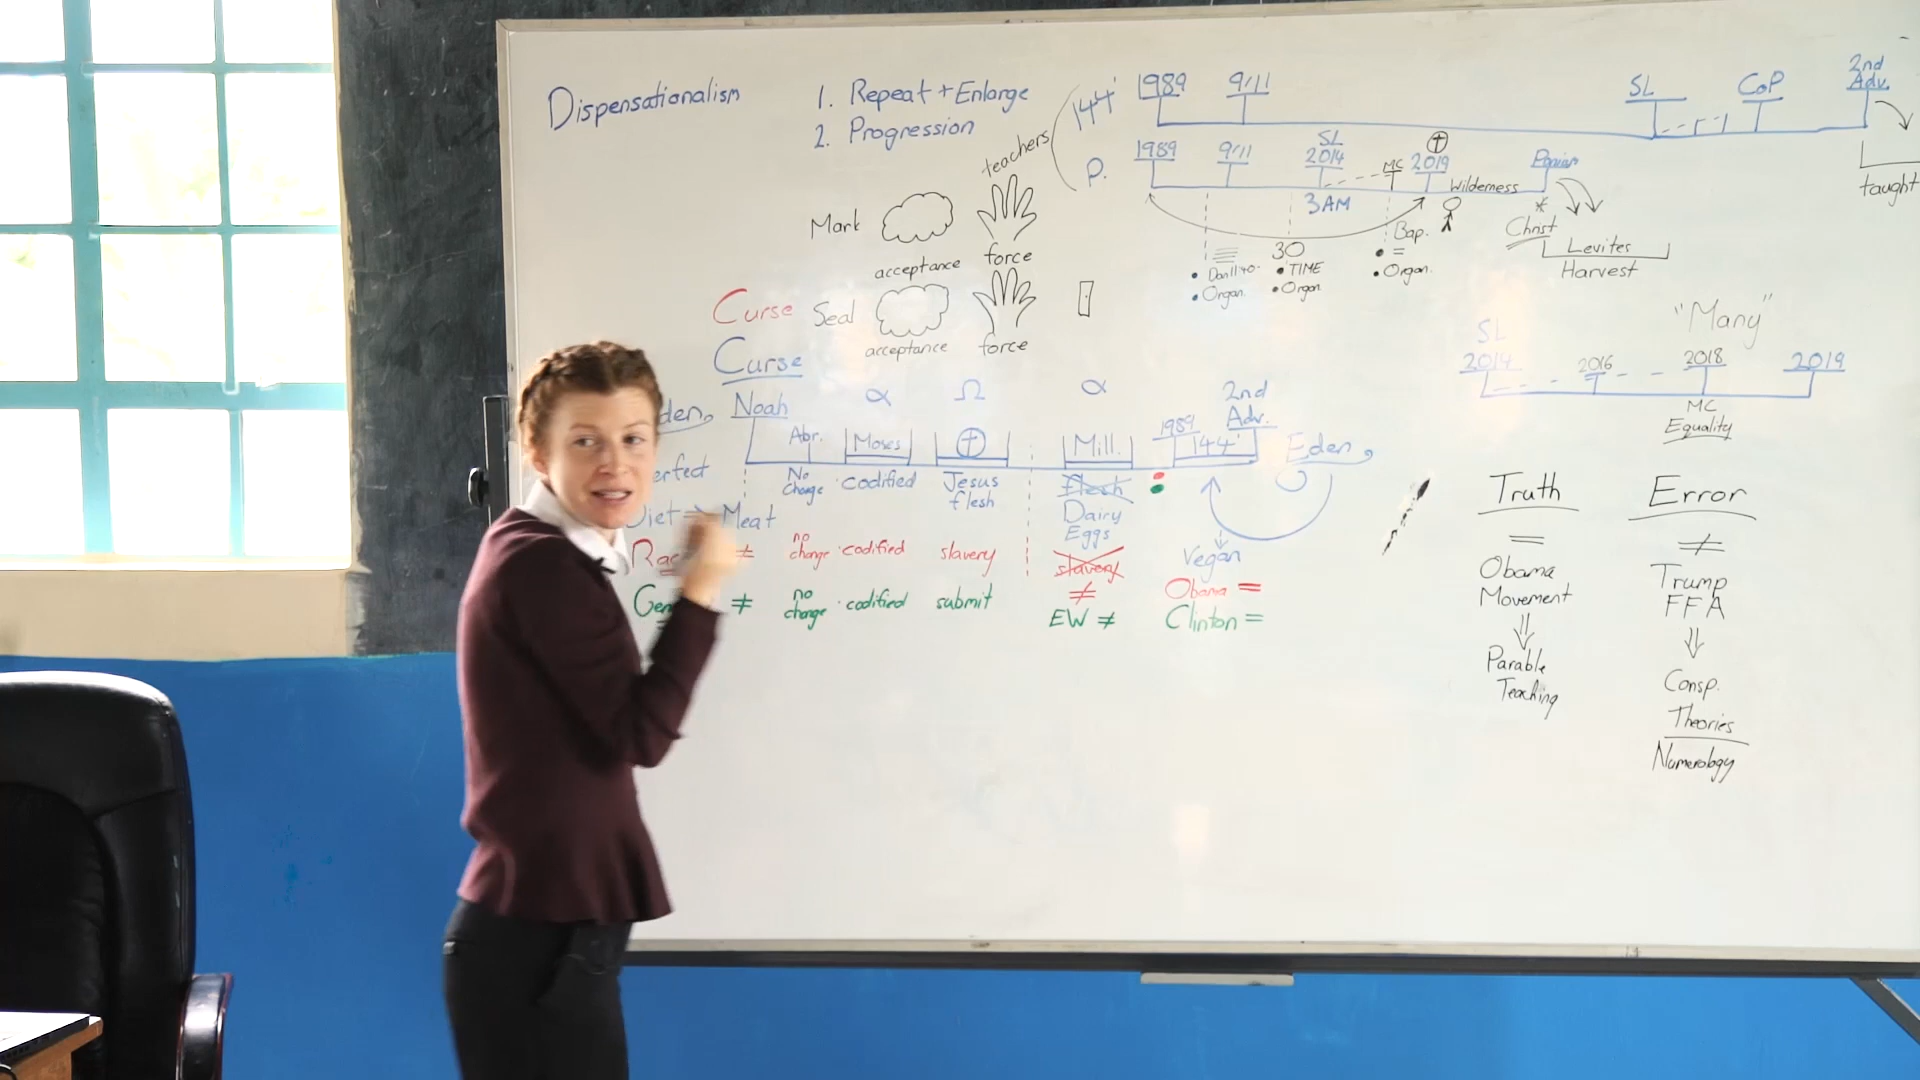 Dispensationalism
1. Repeat + Enlarge
2. Progression
teachers
144'
1989
9/11
SL
CoP
2nd
Adv.
taught
P.
1989
9/11
SL
2014
MC
2019
Wilderness
3AM
Christ
Levites
Harvest
30
• Dan11:40.
• Organ.
• TIME
• Organ
Bap.
• =
• Organ.
Mark
acceptance
force
Curse Seal
acceptance
force
Curse
"Many"
SL
2014
2016
2018
2019
MC
Equality
Noah
Abr.
α
Moses
Ω
α
Mill.
1989
144'
2nd
Adv.
Eden
No
Change
• codified
Jesus
flesh
Flesh
Dairy
Eggs
Vegan
Meat
≠
no
change
• codified
slavery
slavery
≠
Obama =
≠
no
change
• codified
submit
EW ≠
Clinton =
Truth
=
Obama
Movement
Parable
Teaching
Error
≠
Trump
FFA
Consp.
Theories
Numerology